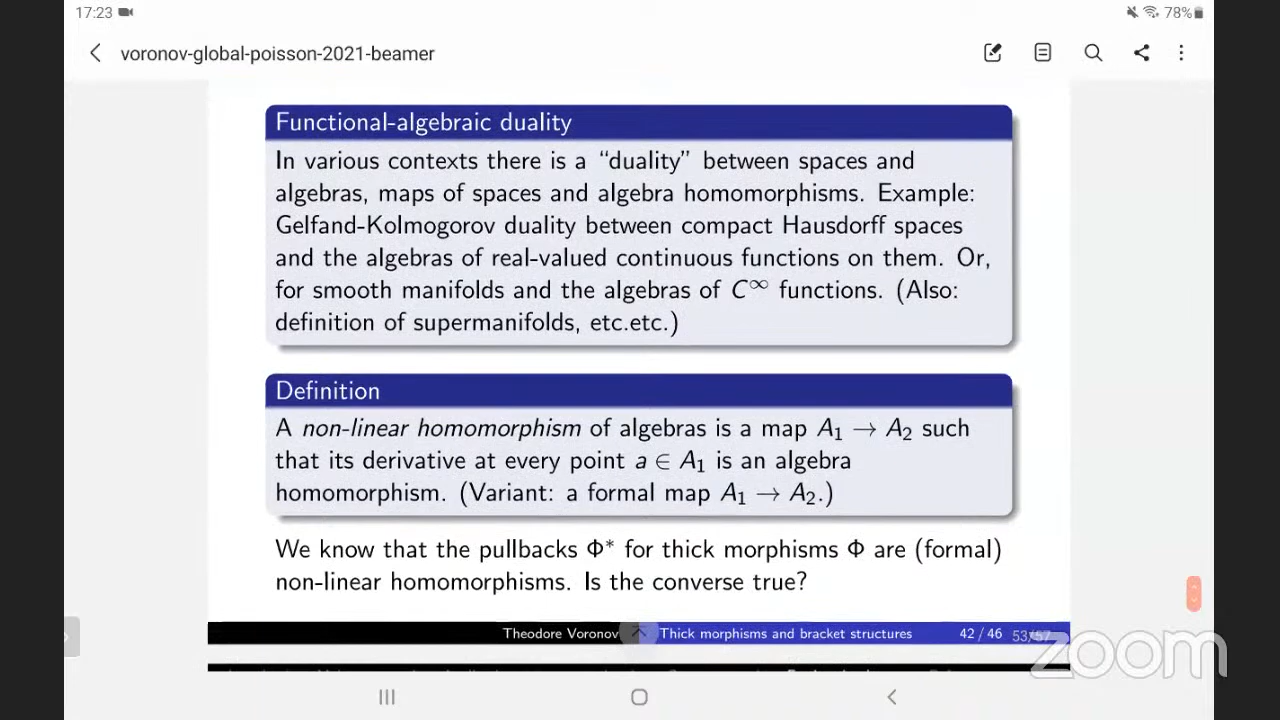 17:23
78%
voronov-global-poisson-2021-beamer
Functional-algebraic duality
In various contexts there is a “duality” between spaces and
algebras, maps of spaces and algebra homomorphisms. Example:
Gelfand-Kolmogorov duality between compact Hausdorff spaces
and the algebras of real-valued continuous functions on them. Or,
for smooth manifolds and the algebras of C∞ functions. (Also:
definition of supermanifolds, etc.etc.)
Definition
A non-linear homomorphism of algebras is a map A₁ → A₂ such
that its derivative at every point a ∈ A₁ is an algebra
homomorphism. (Variant: a formal map A₁ → A₂.)
We know that the pullbacks Φ* for thick morphisms Φ are (formal)
non-linear homomorphisms. Is the converse true?
Theodore Voronov Thick morphisms and bracket structures 42 / 46 53/57
zoom